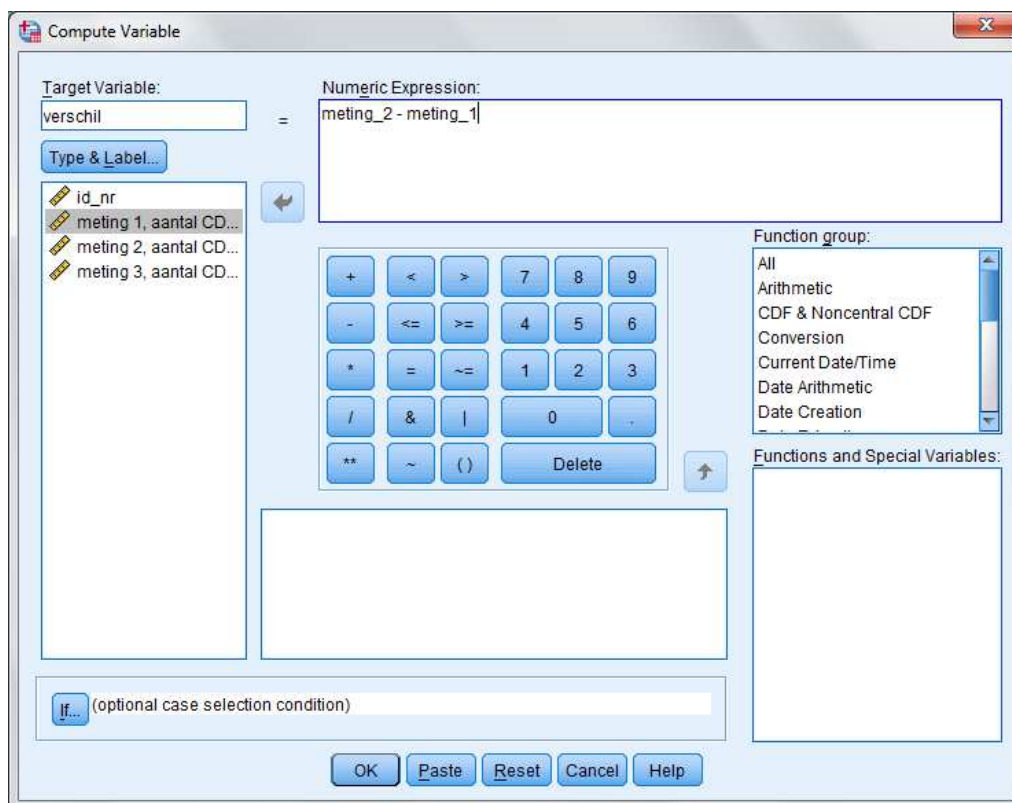 Compute Variable
Target Variable:
verschil
=
Numeric Expression:
meting_2 - meting_1
Type & Label...
id_nr
meting 1, aantal CD...
meting 2, aantal CD...
meting 3, aantal CD...
+ < > 7 8 9
- <= >= 4 5 6
* = ~= 1 2 3
/ & | 0 .
** ~ ( ) Delete
Function group:
All
Arithmetic
CDF & Noncentral CDF
Conversion
Current Date/Time
Date Arithmetic
Date Creation
Functions and Special Variables:
If... (optional case selection condition)
OK Paste Reset Cancel Help